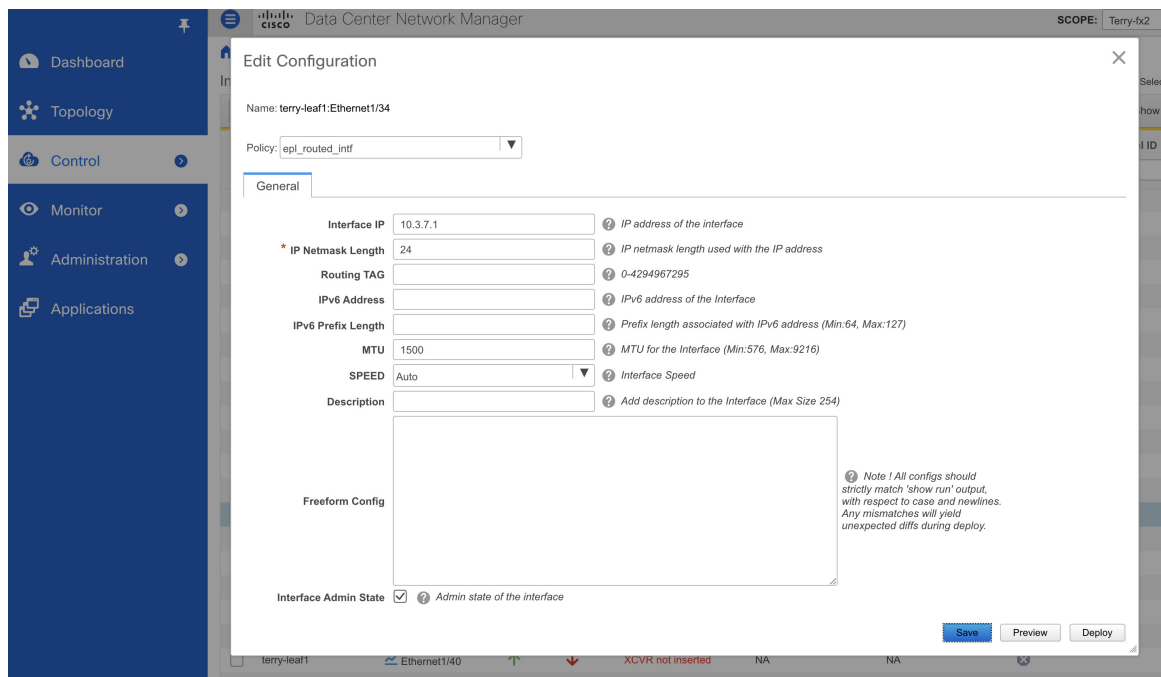 cisco Data Center Network Manager
SCOPE: Terry-fx2
Dashboard
Topology
Control
Monitor
Administration
Applications
Edit Configuration
Name: terry-leaf1:Ethernet1/34
Policy: epl_routed_intf
General
Interface IP 10.3.7.1 ? IP address of the interface
* IP Netmask Length 24 ? IP netmask length used with the IP address
Routing TAG ? 0-4294967295
IPv6 Address ? IPv6 address of the Interface
IPv6 Prefix Length ? Prefix length associated with IPv6 address (Min:64, Max:127)
MTU 1500 ? MTU for the Interface (Min:576, Max:9216)
SPEED Auto ? Interface Speed
Description ? Add description to the Interface (Max Size 254)
Freeform Config
? Note ! All configs should
strictly match 'show run' output,
with respect to case and newlines.
Any mismatches will yield
unexpected diffs during deploy.
Interface Admin State ? Admin state of the interface
Save Preview Deploy
terry-leaf1 Ethernet1/40 XCVR not inserted NA NA